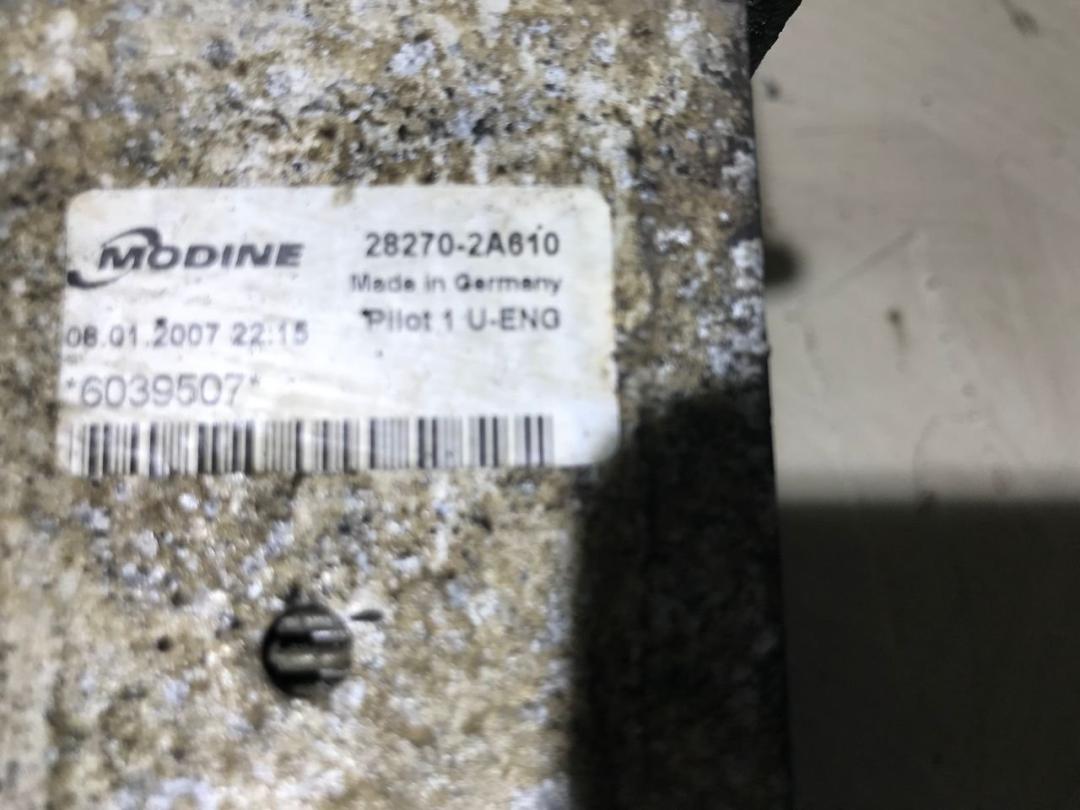 MODINE
28270-2A610
Made in Germany
Pilot 1 U-ENG
08.01.2007 22:15
*6039507*